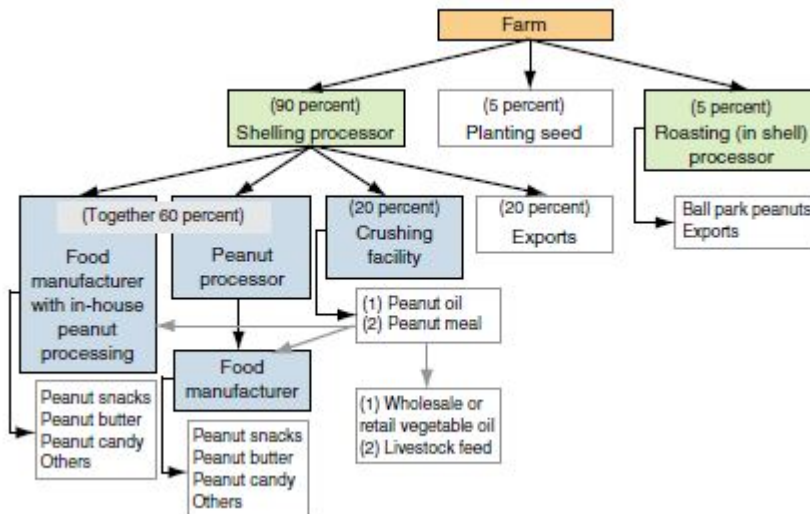 Farm
(90 percent)
Shelling processor
(5 percent)
Planting seed
(5 percent)
Roasting (in shell)
processor
(Together 60 percent)
Food
manufacturer
with in-house
peanut
processing
Peanut
processor
(20 percent)
Crushing
facility
(20 percent)
Exports
Ball park peanuts
Exports
(1) Peanut oil
(2) Peanut meal
Food
manufacturer
Peanut snacks
Peanut butter
Peanut candy
Others
Peanut snacks
Peanut butter
Peanut candy
Others
(1) Wholesale or
retail vegetable oil
(2) Livestock feed